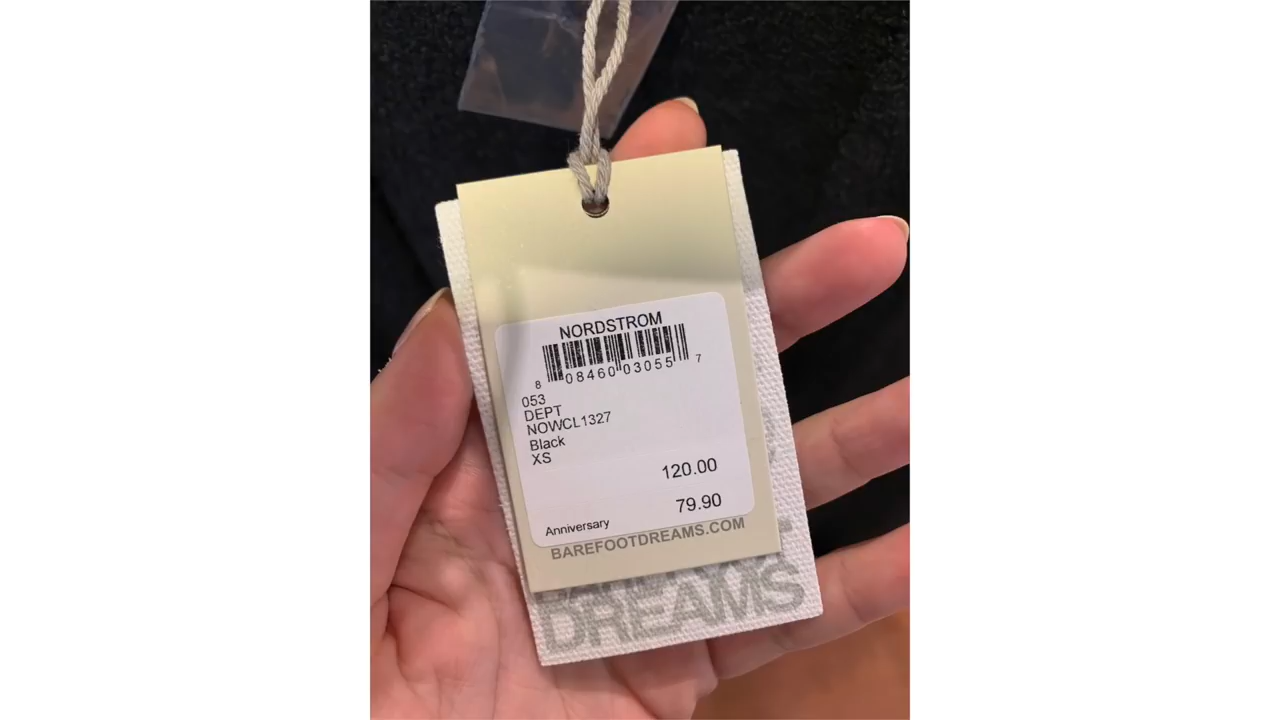 NORDSTROM
8 08460 03055 7
053
DEPT
NOWCL1327
Black
XS
120.00
79.90
Anniversary
BAREFOOTDREAMS.COM
DREAMS